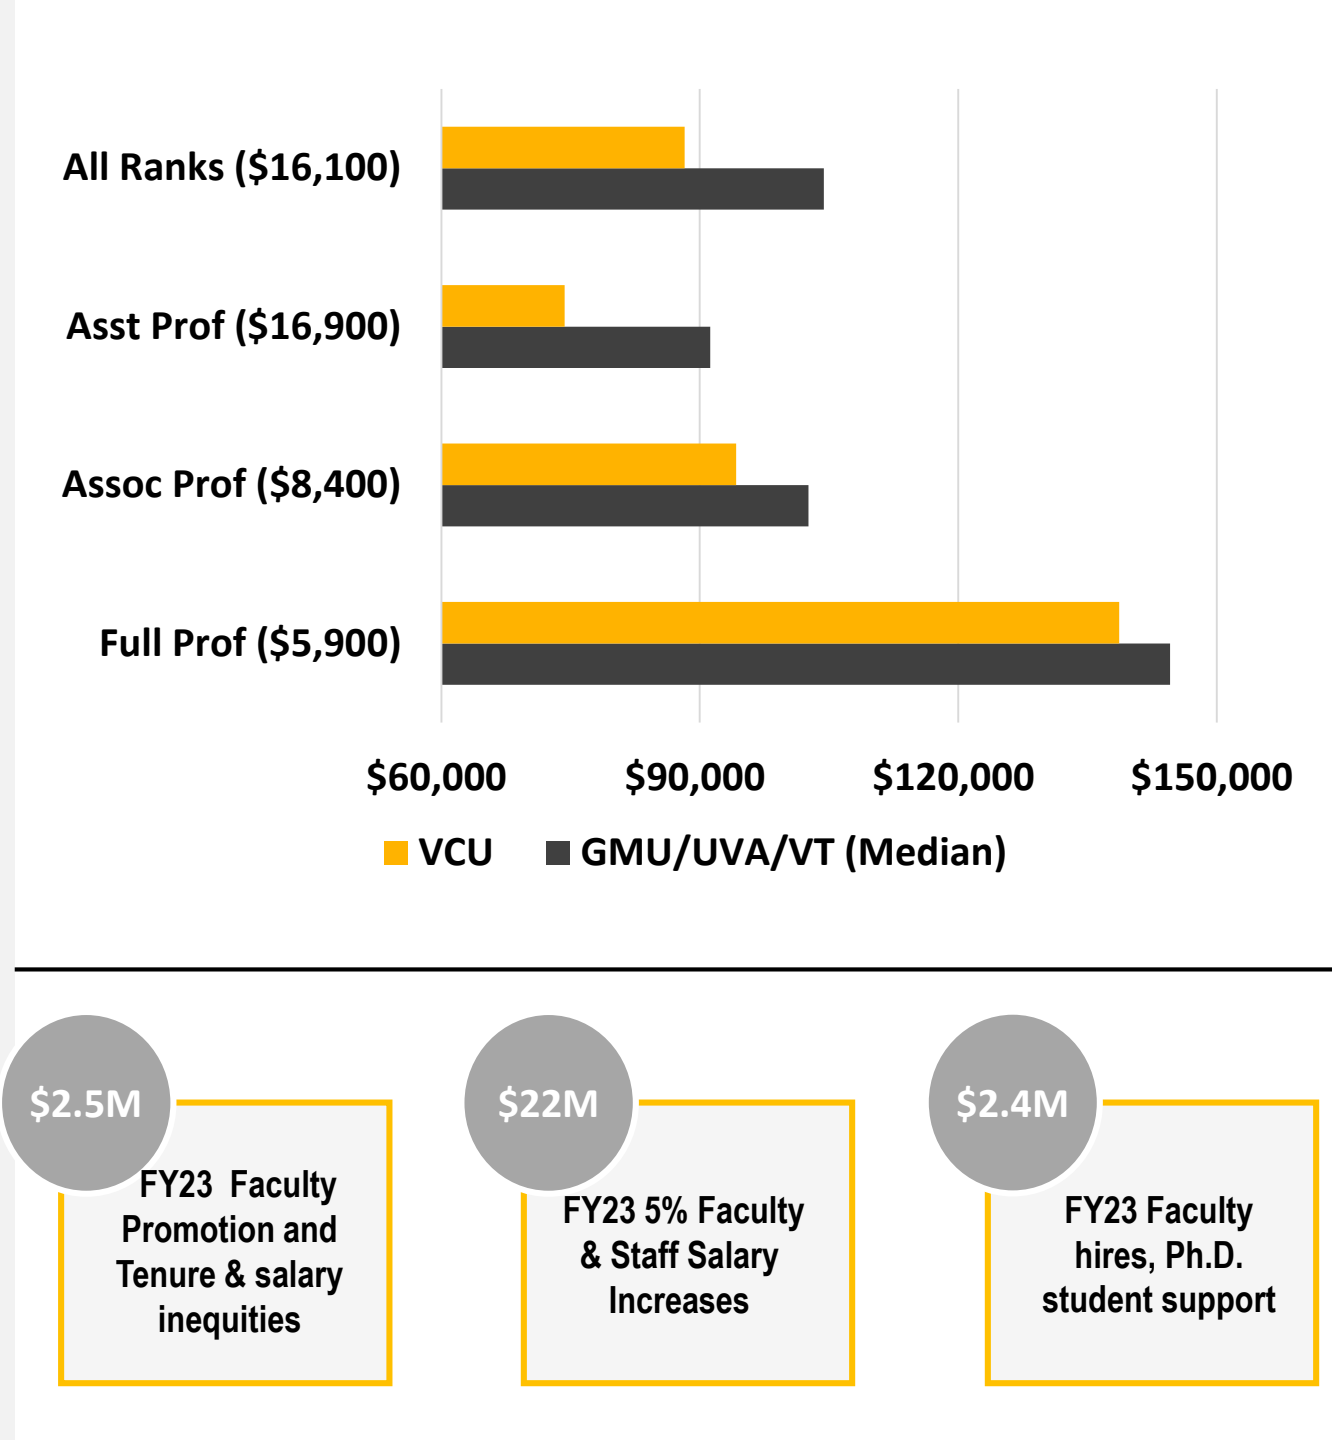 All Ranks ($16,100)
Asst Prof ($16,900)
Assoc Prof ($8,400)
Full Prof ($5,900)
$60,000 $90,000 $120,000 $150,000
VCU GMU/UVA/VT (Median)
$2.5M
FY23 Faculty
Promotion and
Tenure & salary
inequities
$22M
FY23 5% Faculty
& Staff Salary
Increases
$2.4M
FY23 Faculty
hires, Ph.D.
student support